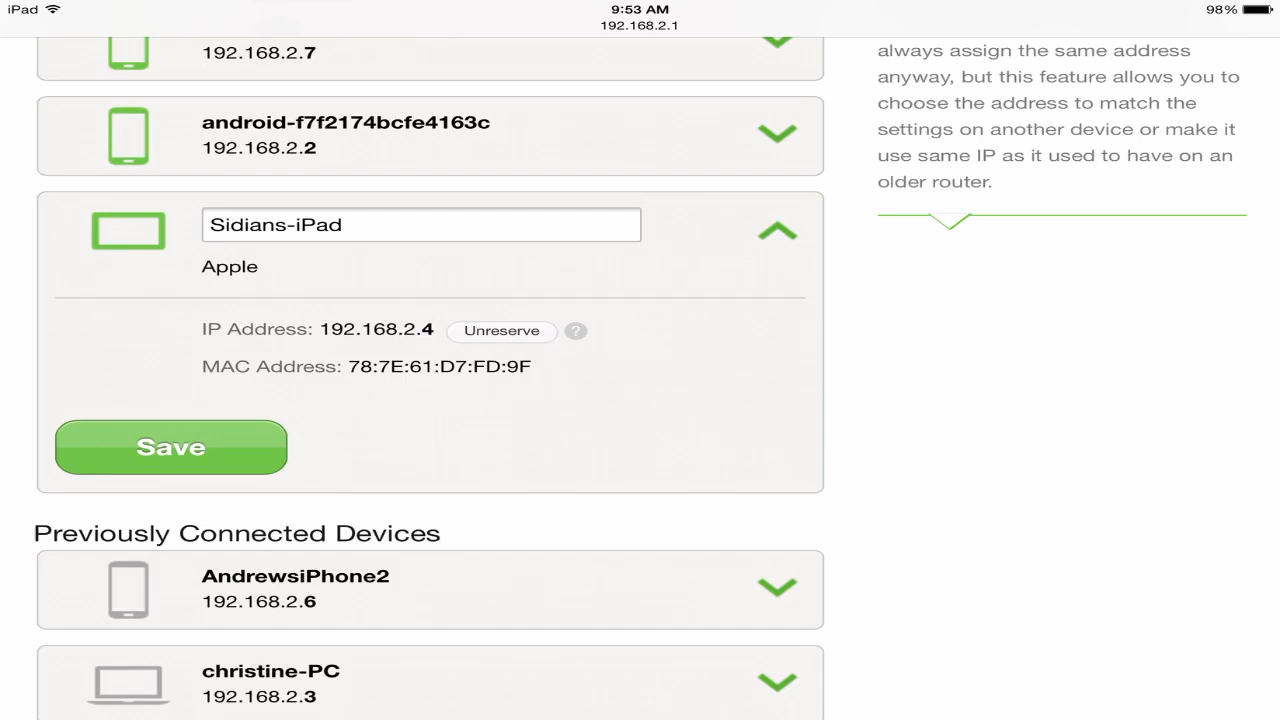 iPad 9:53 AM 98%
192.168.2.1
192.168.2.7
android-f7f2174bcfe4163c
192.168.2.2
Sidians-iPad
Apple
IP Address: 192.168.2.4 Unreserve ?
MAC Address: 78:7E:61:D7:FD:9F
Save
Previously Connected Devices
AndrewsiPhone2
192.168.2.6
christine-PC
192.168.2.3
always assign the same address
anyway, but this feature allows you to
choose the address to match the
settings on another device or make it
use same IP as it used to have on an
older router.